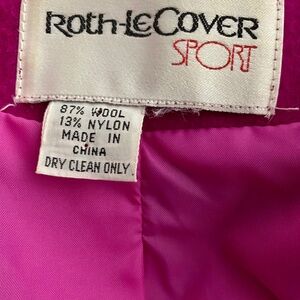 Roth-LeCover
SPORT
87% WOOL
13% NYLON
MADE IN
CHINA
DRY CLEAN ONLY